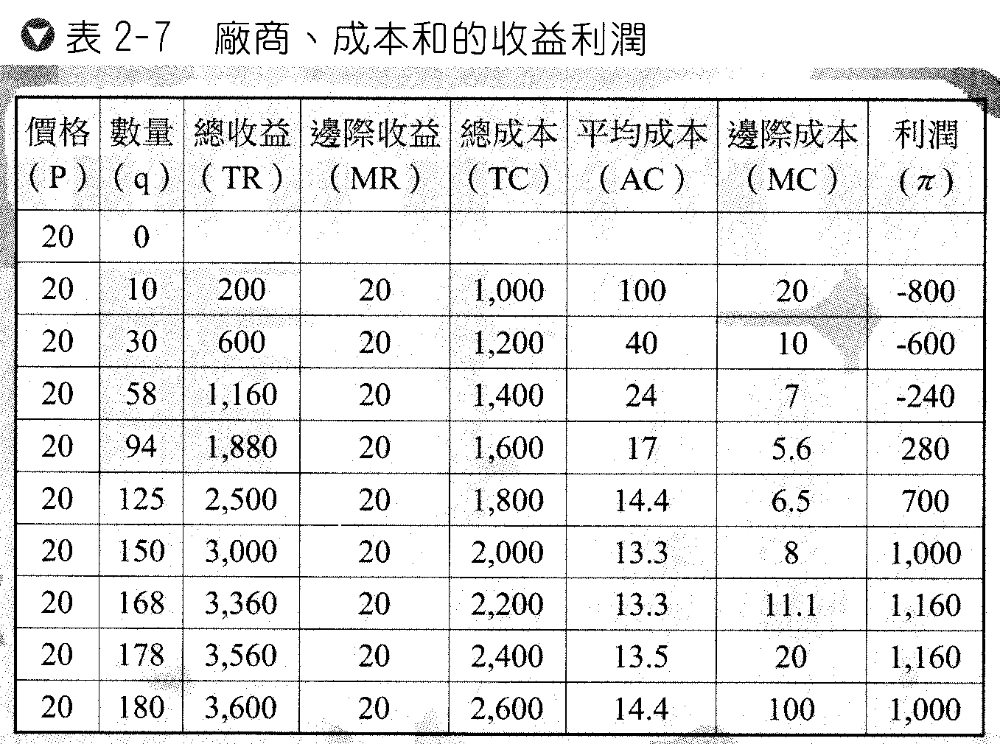 表 2-7 廠商、成本和的收益利潤
價格 數量 總收益 邊際收益 總成本 平均成本 邊際成本 利潤
(P) (q) (TR) (MR) (TC) (AC) (MC) (π)
20 0
20 10 200 20 1,000 100 20 -800
20 30 600 20 1,200 40 10 -600
20 58 1,160 20 1,400 24 7 -240
20 94 1,880 20 1,600 17 5.6 280
20 125 2,500 20 1,800 14.4 6.5 700
20 150 3,000 20 2,000 13.3 8 1,000
20 168 3,360 20 2,200 13.3 11.1 1,160
20 178 3,560 20 2,400 13.5 20 1,160
20 180 3,600 20 2,600 14.4 100 1,000